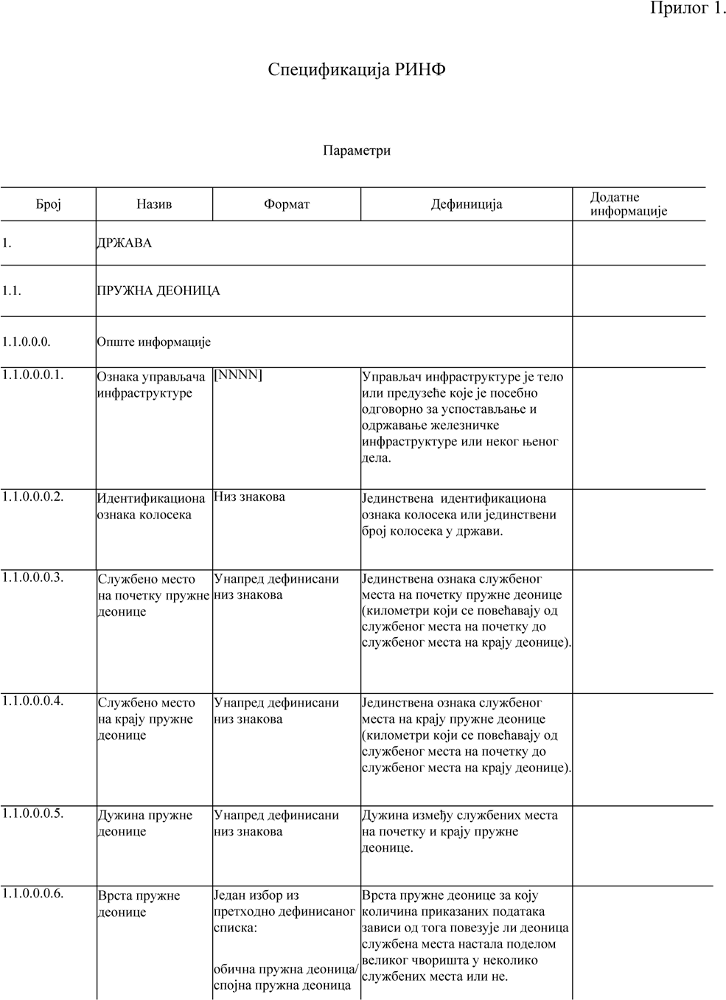 Прилог 1.
Спецификација РИНФ
Параметри
Број
Назив
Формат
Дефиниција
Додатне
информације
1.
ДРЖАВА
1.1.
ПРУЖНА ДЕОНИЦА
1.1.0.0.0.
Опште информације
1.1.0.0.0.1.
Ознака управљача
инфраструктуре
[NNNN]
Управљач инфраструктуре је тело
или предузеће које је посебно
одговорно за успостављање и
одржавање железничке
инфраструктуре или неког њеног
дела.
1.1.0.0.0.2.
Идентификациона
ознака колосека
Низ знакова
Јединствена идентификациона
ознака колосека или јединствени
број колосека у држави.
1.1.0.0.0.3.
Службено место
на почетку пружне
деонице
Унапред дефинисани
низ знакова
Јединствена ознака службеног
места на почетку пружне деонице
(километри који се повећавају од
службеног места на почетку до
службеног места на крају деонице).
1.1.0.0.0.4.
Службено место
на крају пружне
деонице
Унапред дефинисани
низ знакова
Јединствена ознака службеног
места на крају пружне деонице
(километри који се повећавају од
службеног места на почетку до
службеног места на крају деонице).
1.1.0.0.0.5.
Дужина пружне
деонице
Унапред дефинисани
низ знакова
Дужина између службених места
на почетку и крају пружне
деонице.
1.1.0.0.0.6.
Врста пружне
деонице
Један избор из
претходно дефинисаног
списка:
обична пружна деоница/
спојна пружна деоница
Врста пружне деонице за коју
количина приказаних података
зависи од тога повезује ли деоница
службена места настала поделом
великог чворишта у неколико
службених места или не.